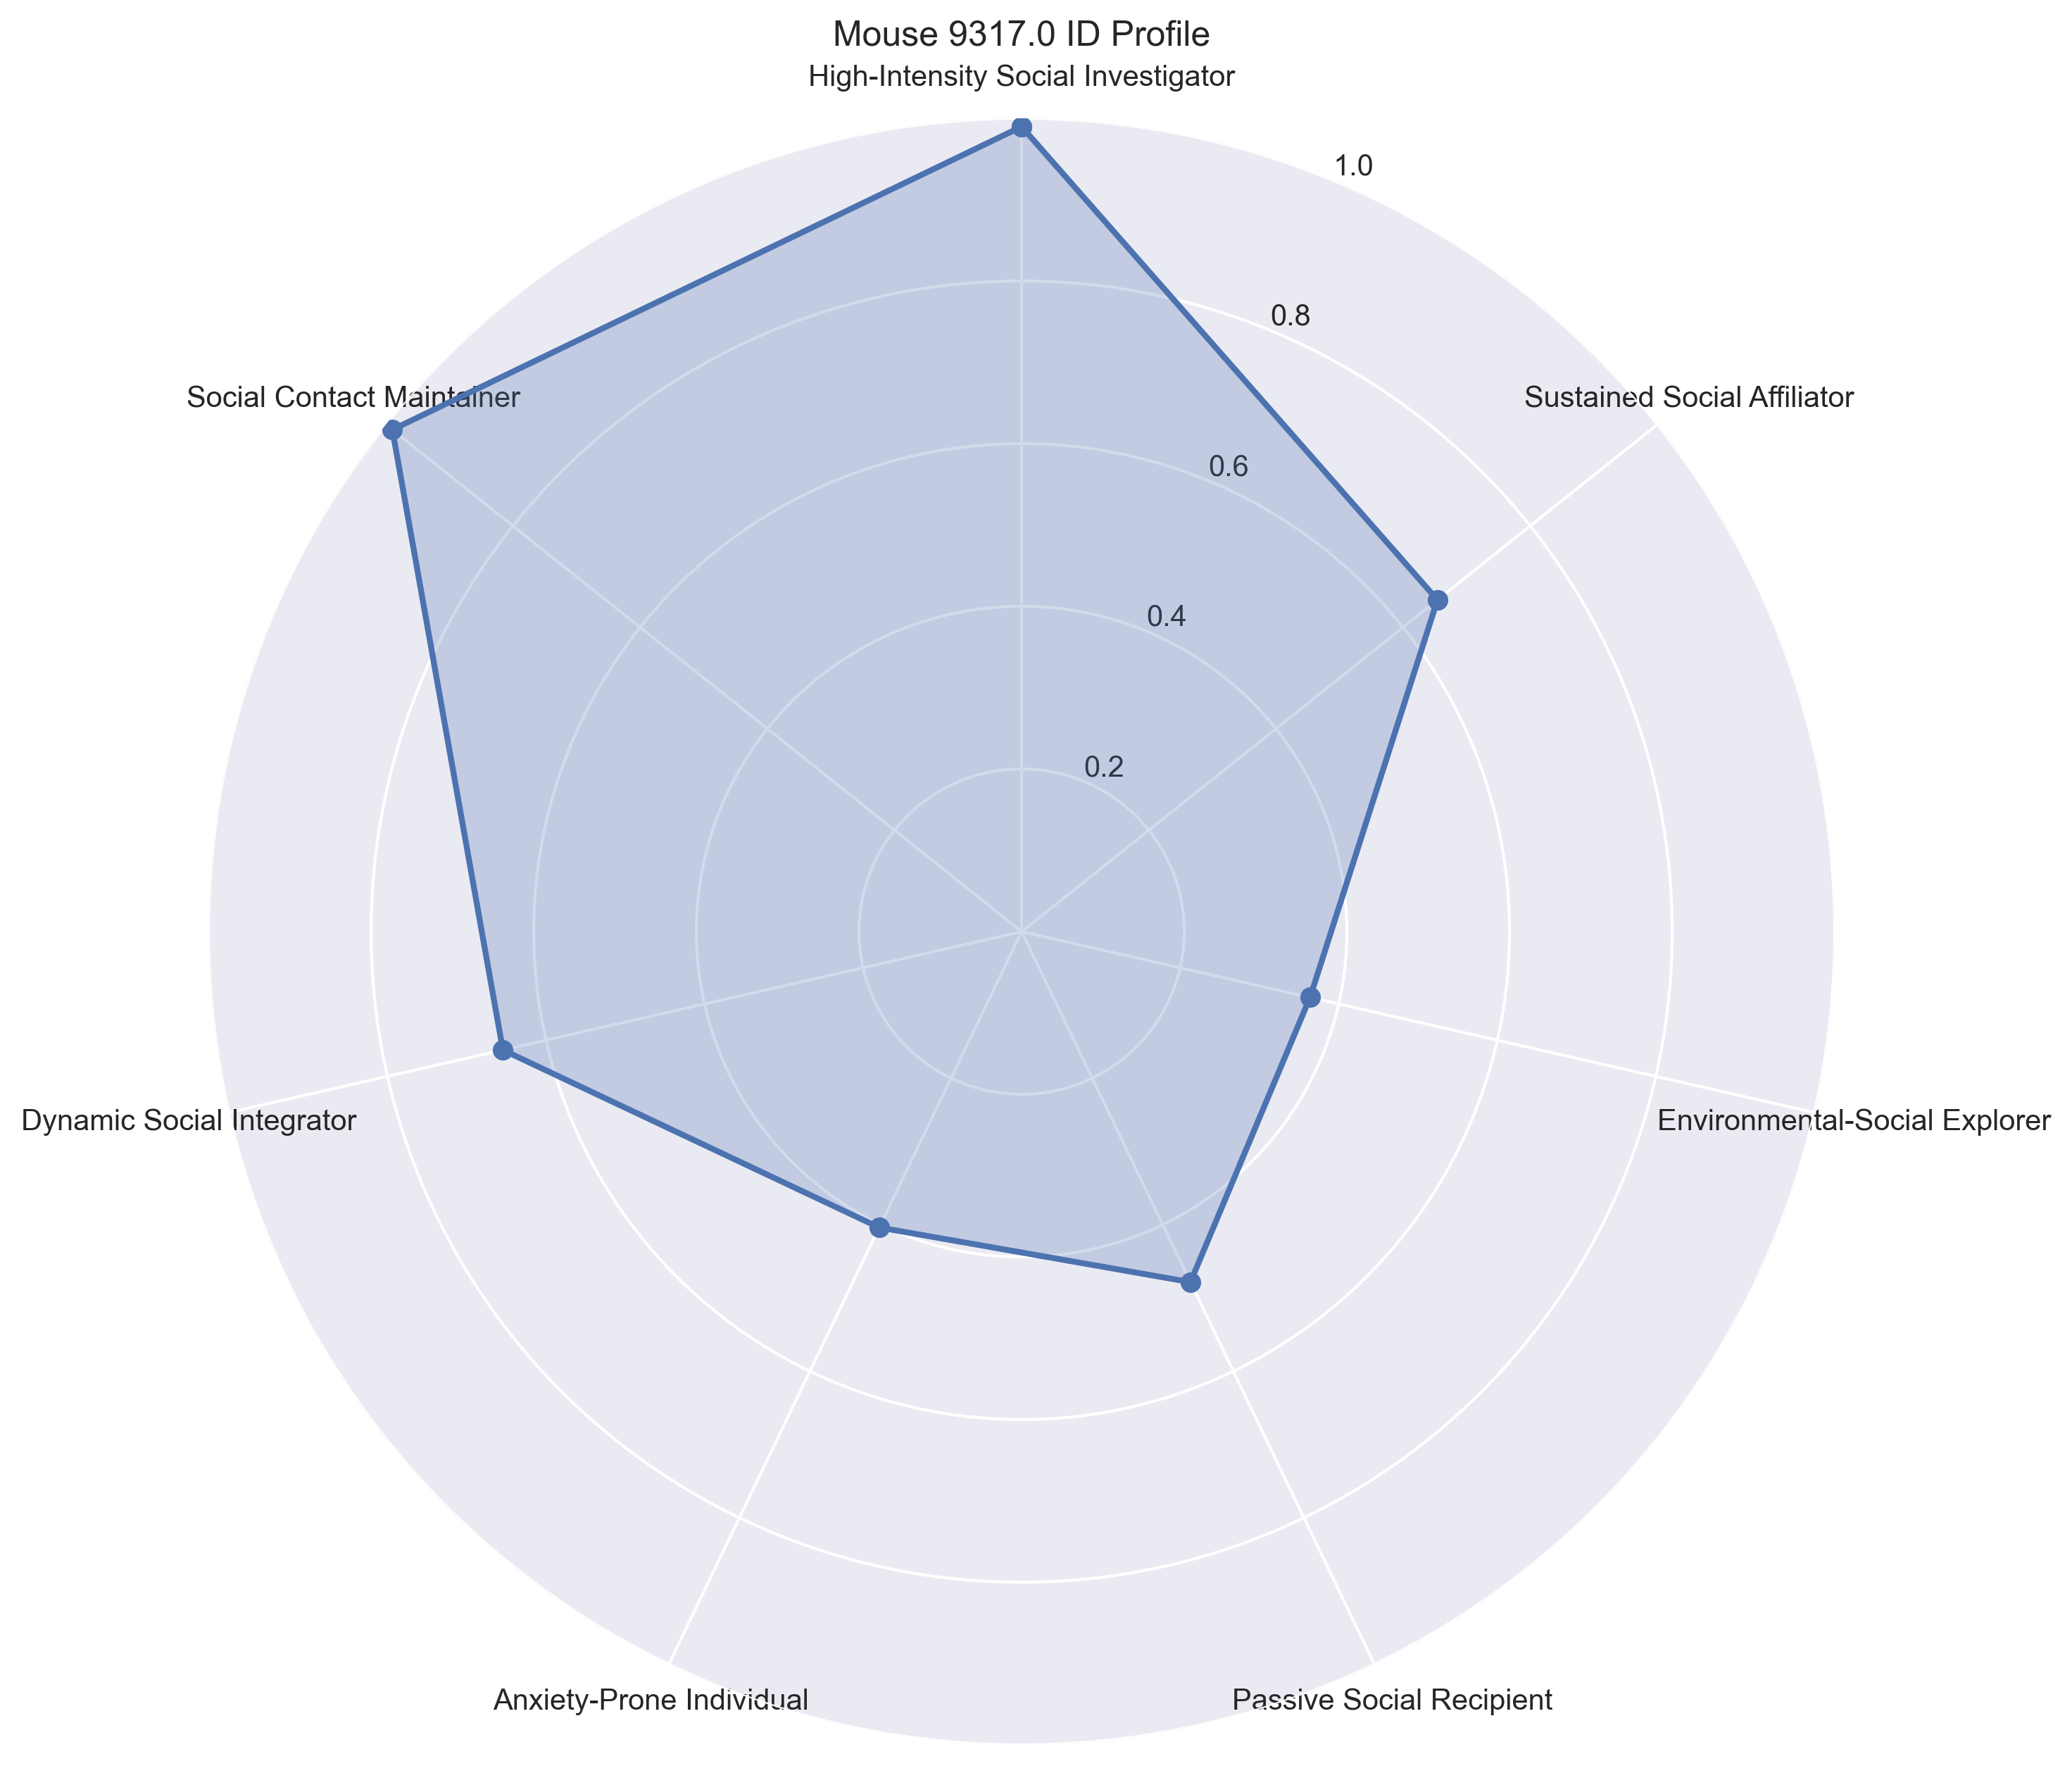 Mouse 9317.0 ID Profile
High-Intensity Social Investigator
1.0
0.8
Social Contact Maintainer
Sustained Social Affiliator
0.6
0.4
0.2
Dynamic Social Integrator
Environmental-Social Explorer
Anxiety-Prone Individual
Passive Social Recipient